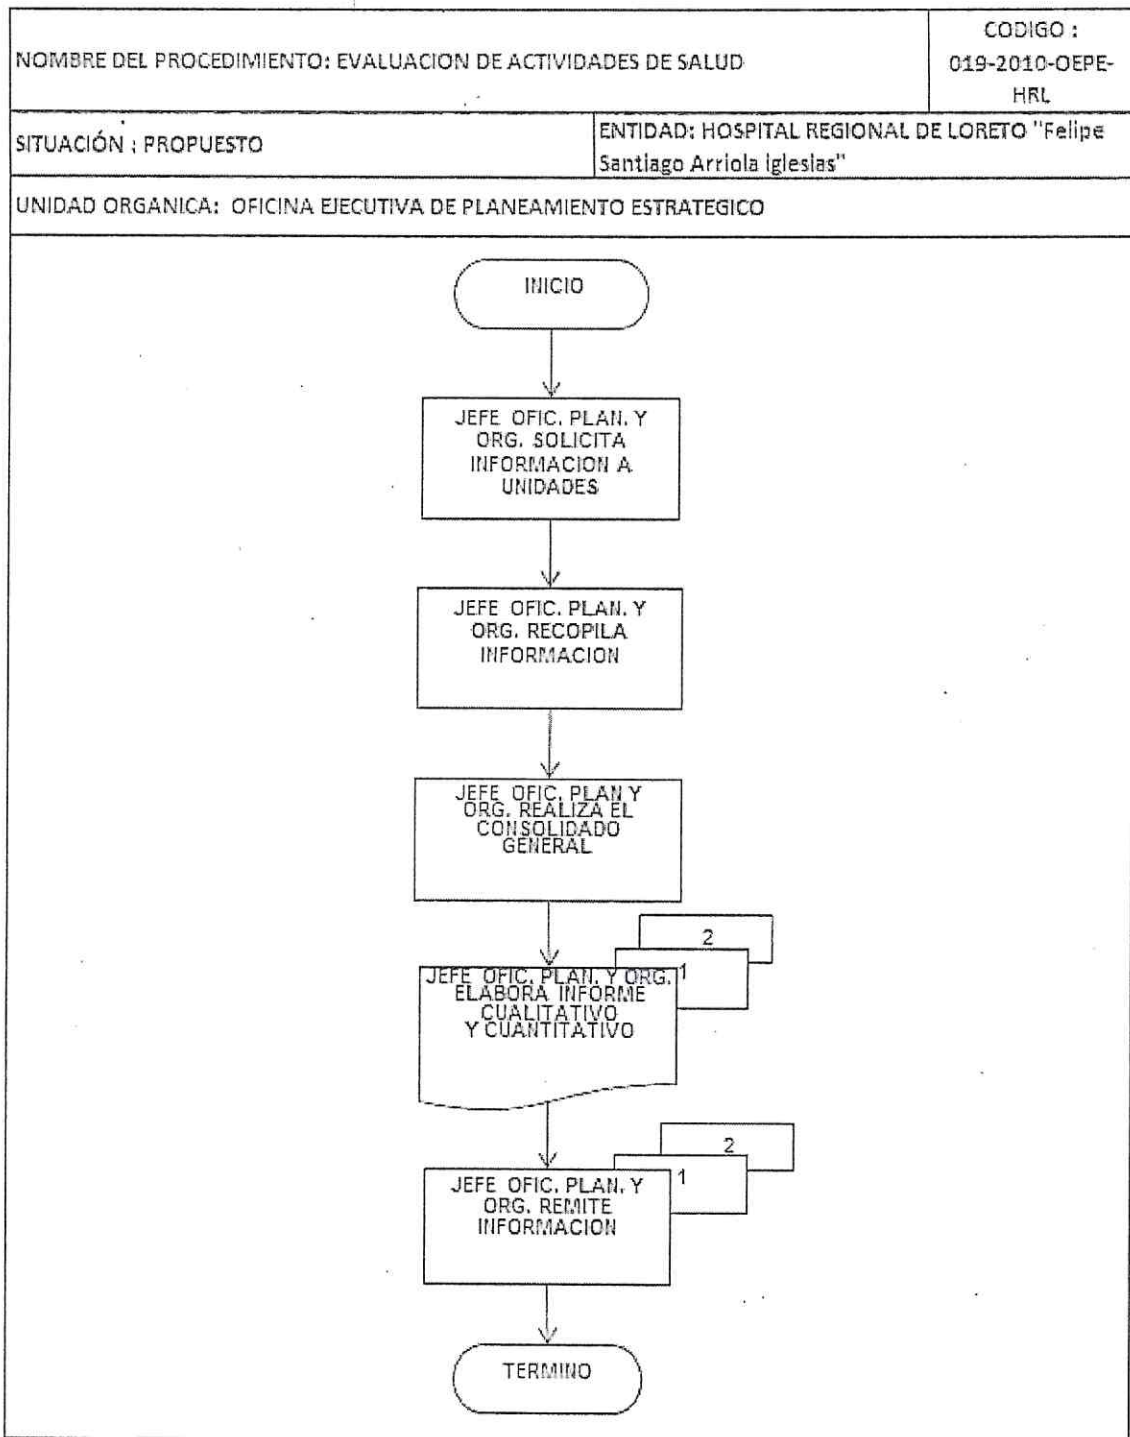 CODIGO :
NOMBRE DEL PROCEDIMIENTO: EVALUACION DE ACTIVIDADES DE SALUD
019-2010-OEPE-
HRL
SITUACIÓN : PROPUESTO
ENTIDAD: HOSPITAL REGIONAL DE LORETO "Felipe
Santiago Arriola Iglesias"
UNIDAD ORGANICA: OFICINA EJECUTIVA DE PLANEAMIENTO ESTRATEGICO
INICIO
JEFE OFIC. PLAN. Y
ORG. SOLICITA
INFORMACION A
UNIDADES
JEFE OFIC. PLAN. Y
ORG. RECOPILA
INFORMACION
JEFE OFIC. PLAN Y
ORG. REALIZA EL
CONSOLIDADO
GENERAL
2
1
JEFE OFIC. PLAN. Y ORG.
ELABORA INFORME
CUALITATIVO
Y CUANTITATIVO
2
1
JEFE OFIC. PLAN. Y
ORG. REMITE
INFORMACION
TERMINO